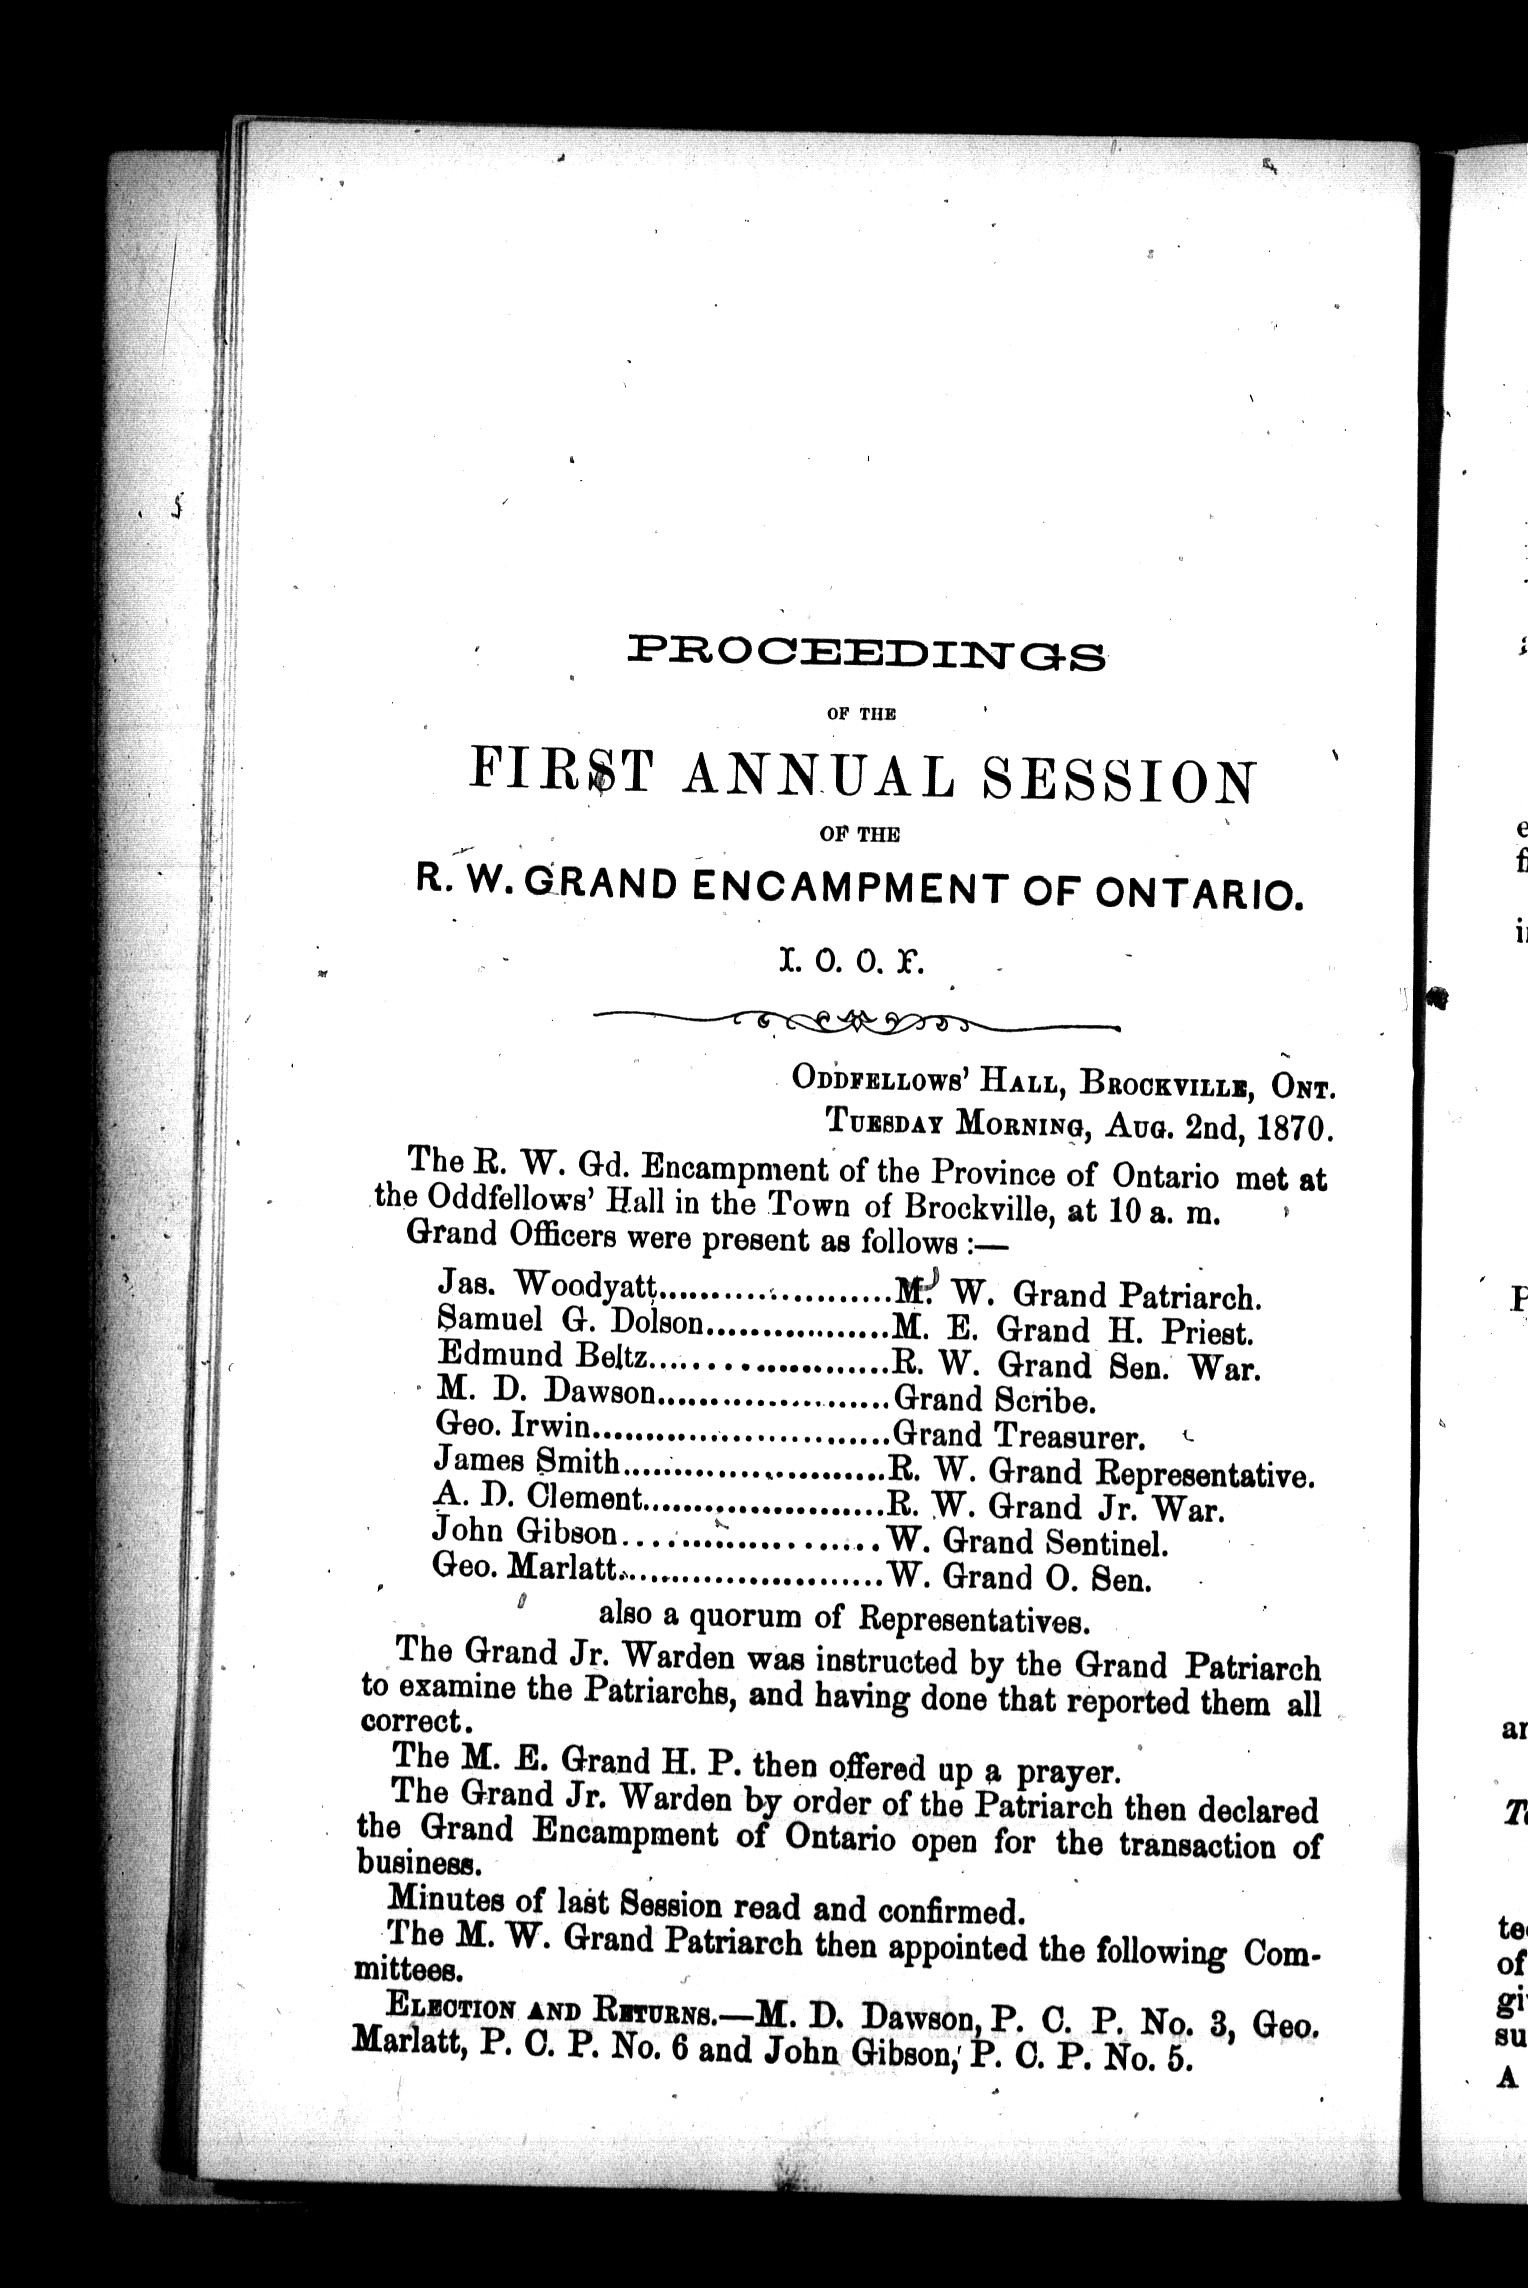 PROCEEDINGS
OF THE
FIRST ANNUAL SESSION
OF THE
R. W. GRAND ENCAMPMENT OF ONTARIO.
I. O. O. F.
ODDFELLOWS' HALL, BROCKVILLE, ONT.
TUESDAY MORNING, AUG. 2nd, 1870.
The R. W. Gd. Encampment of the Province of Ontario met at
the Oddfellows' Hall in the Town of Brockville, at 10 a. m.
Grand Officers were present as follows :—
Jas. Woodyatt........................M. W. Grand Patriarch.
Samuel G. Dolson..................M. E. Grand H. Priest.
Edmund Beltz........................R. W. Grand Sen. War.
M. D. Dawson.......................Grand Scribe.
Geo. Irwin.............................Grand Treasurer.
James Smith..........................R. W. Grand Representative.
A. D. Clement........................R. W. Grand Jr. War.
John Gibson..........................W. Grand Sentinel.
Geo. Marlatt..........................W. Grand O. Sen.
also a quorum of Representatives.
The Grand Jr. Warden was instructed by the Grand Patriarch
to examine the Patriarchs, and having done that reported them all
correct.
The M. E. Grand H. P. then offered up a prayer.
The Grand Jr. Warden by order of the Patriarch then declared
the Grand Encampment of Ontario open for the transaction of
business.
Minutes of last Session read and confirmed.
The M. W. Grand Patriarch then appointed the following Com-
mittees.
ELECTION AND RETURNS.—M. D. Dawson, P. C. P. No. 3, Geo.
Marlatt, P. C. P. No. 6 and John Gibson, P. C. P. No. 5.